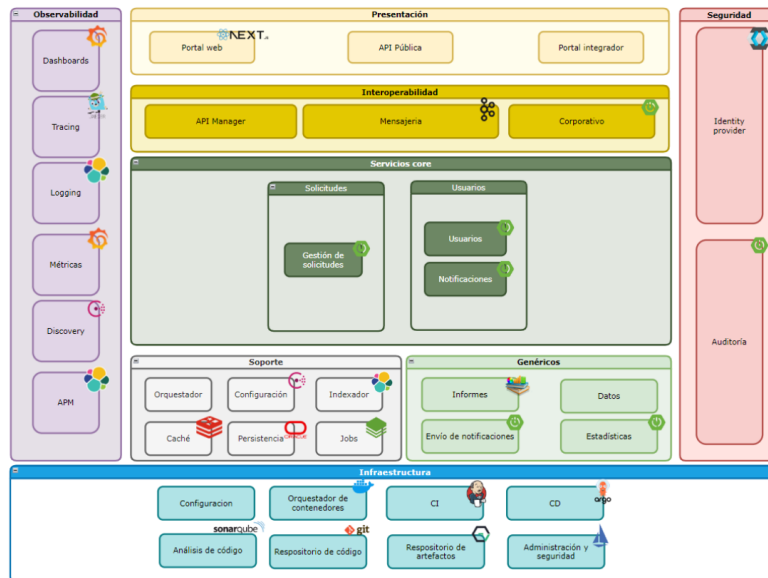 Observabilidad
Dashboards
Tracing
Logging
Métricas
Discovery
APM
Presentación
Portal web
NEXT
API Pública
Portal integrador
Interoperabilidad
API Manager
Mensajeria
Corporativo
Servicios core
Solicitudes
Gestión de
solicitudes
Usuarios
Usuarios
Notificaciones
Soporte
Orquestador
Configuración
Indexador
Caché
Persistencia
Jobs
Genéricos
Informes
Datos
Envío de notificaciones
Estadísticas
Seguridad
Identity
provider
Auditoría
Infraestructura
Configuracion
Orquestador de
contenedores
CI
CD
argo
sonarqube
Análisis de código
git
Respositorio de código
Respositorio de
artefactos
Administración y
seguridad